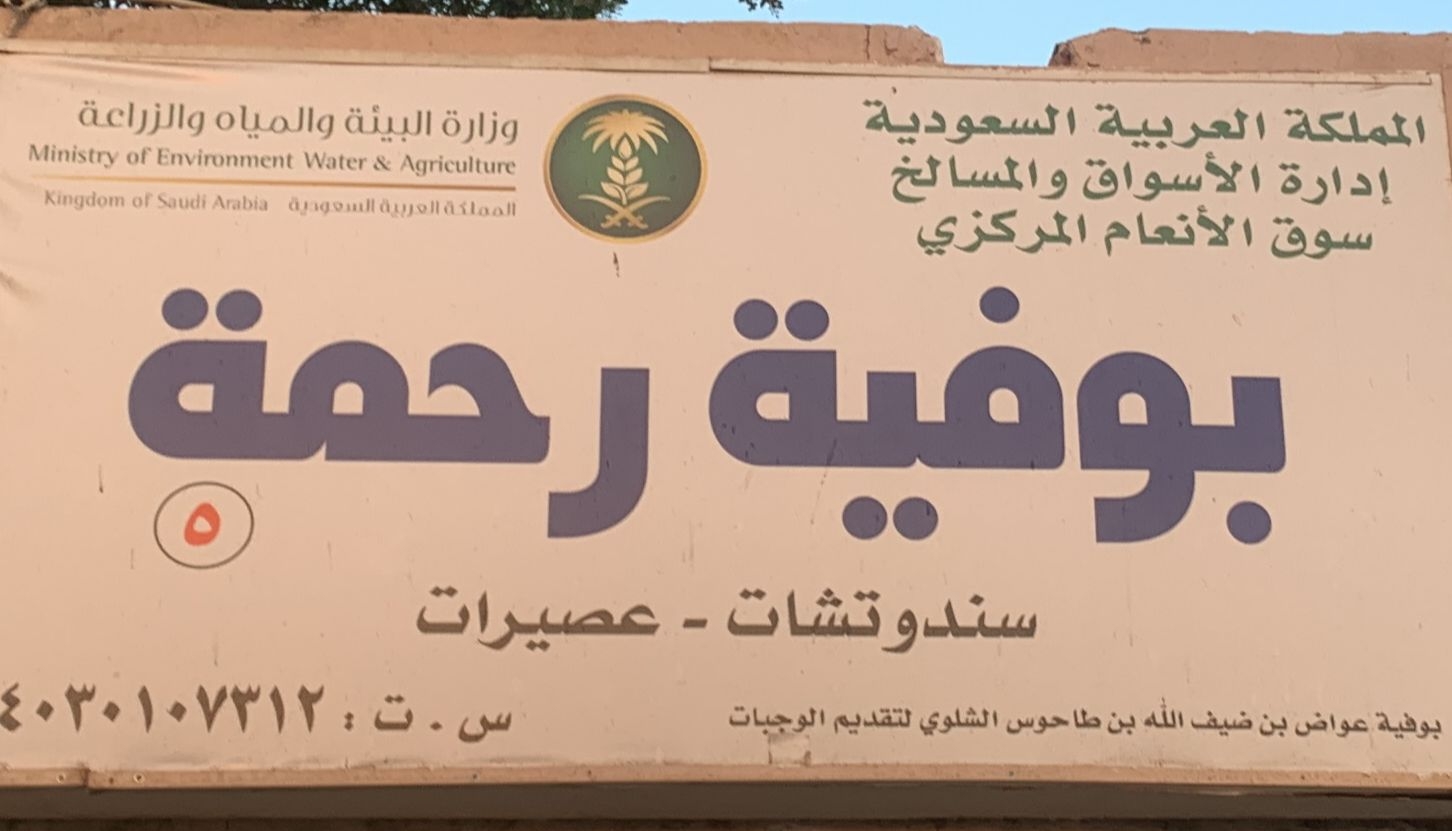 المملكة العربية السعودية
إدارة الأسواق والمسالخ
سوق الأنعام المركزي
وزارة البيئة والمياه والزراعة
Ministry of Environment Water & Agriculture
Kingdom of Saudi Arabia المملكة العربية السعودية
بوفية رحمة
٥
سندوتشات - عصيرات
بوفية عواض بن ضيف الله بن طاحوس الشلوي لتقديم الوجبات
س . ت : ٤٠٣٠١٠٧٣١٢